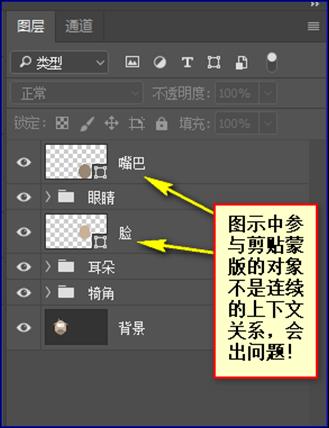 图层 通道
类型
正常 不透明度: 100%
锁定: 填充: 100%
嘴巴
眼睛
脸
耳朵
犄角
背景
图示中参
与剪贴蒙
版的对象
不是连续
的上下文
关系，会
出问题！